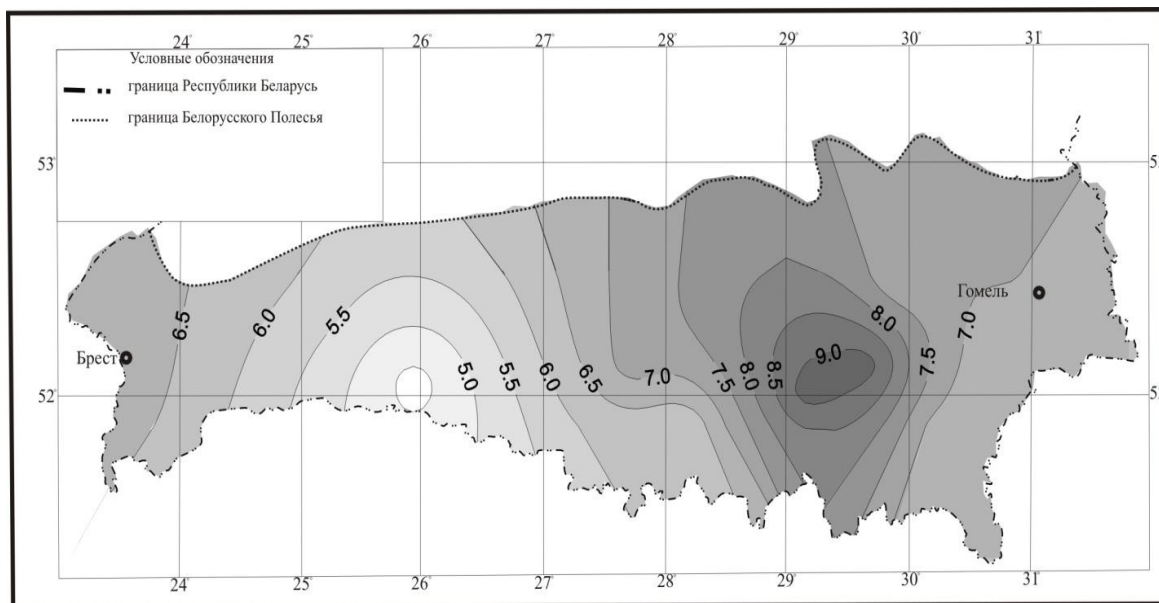 24' 25' 26' 27' 28' 29' 30' 31'
Условные обозначения
граница Республики Беларусь
граница Белорусского Полесья
53' 5
Гомель
Брест
6.5 6.0 5.5 5.0 5.5 6.0 6.5 7.0 7.5 8.0 8.5 9.0 8.0 7.5 7.0
52' 5
24' 25' 26' 27' 28' 29' 30' 31'